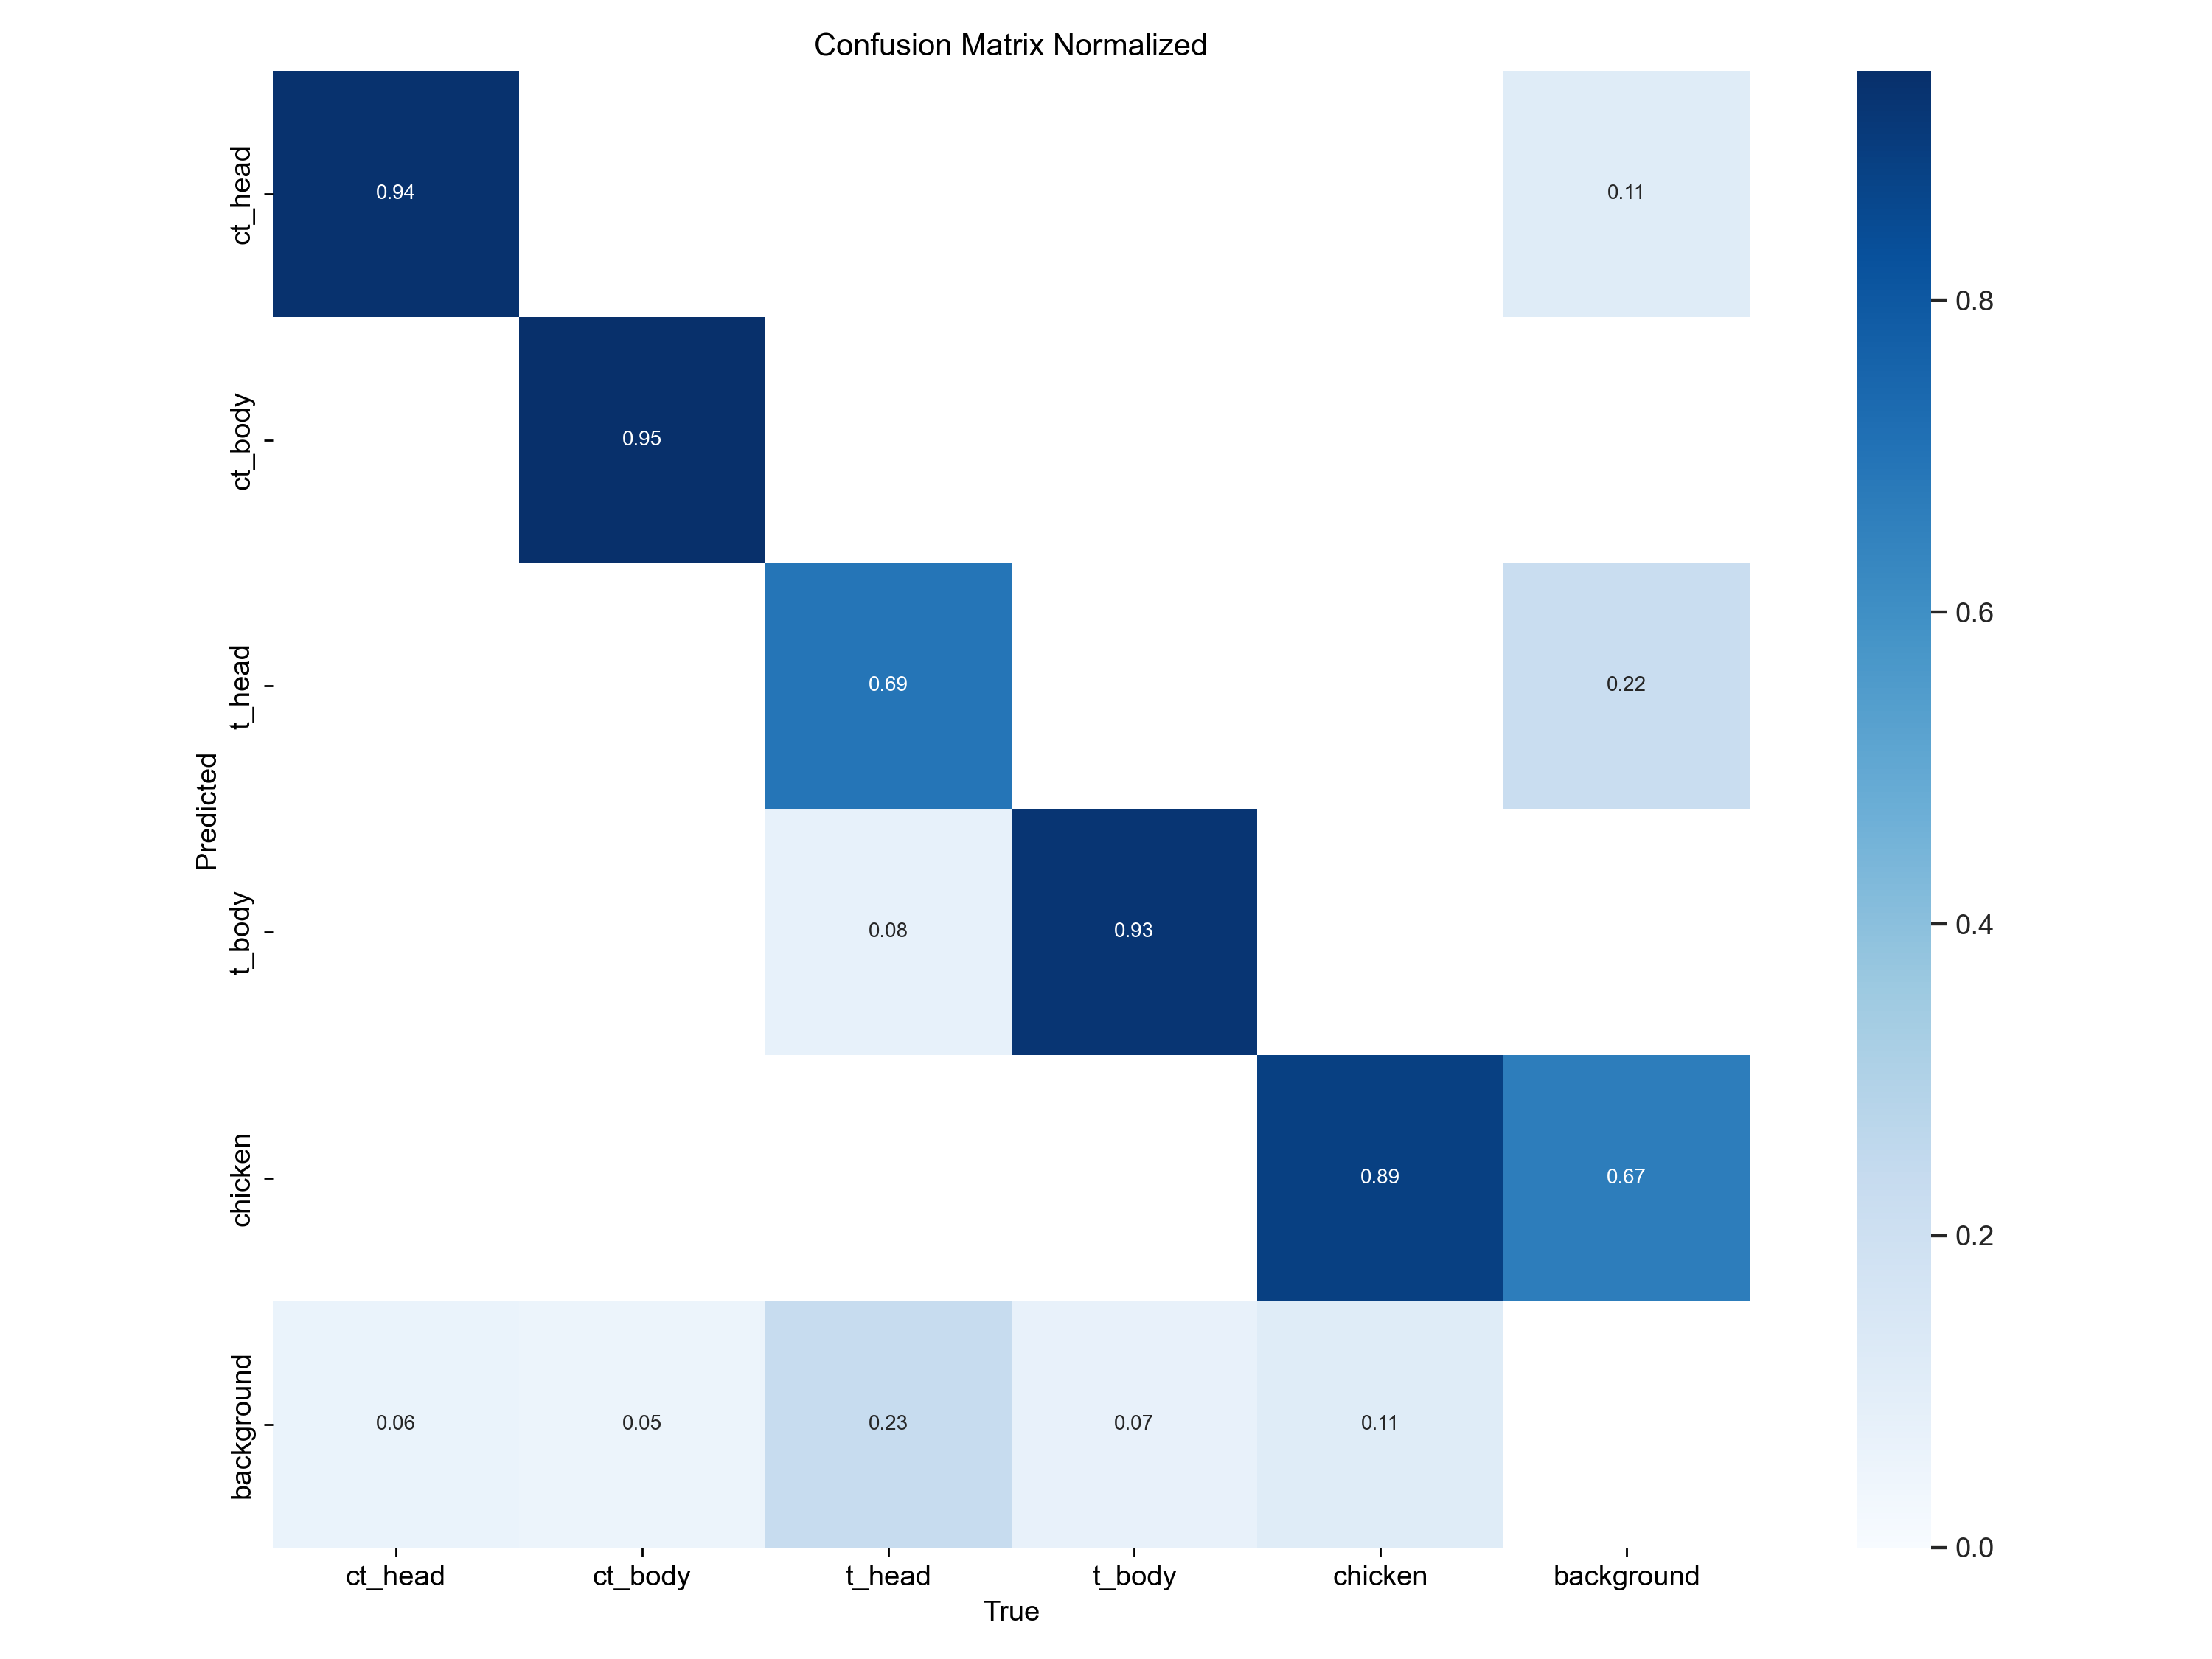 Confusion Matrix Normalized
ct_head
0.94
0.11
0.8
ct_body
0.95
0.6
t_head
0.69
0.22
Predicted
t_body
0.08
0.93
0.4
chicken
0.89
0.67
0.2
background
0.06
0.05
0.23
0.07
0.11
0.0
ct_head
ct_body
t_head
t_body
chicken
background
True